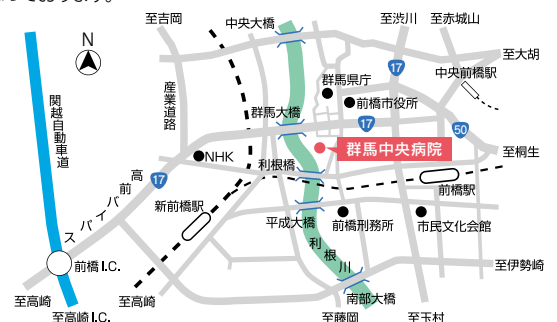 至吉岡
中央大橋
至渋川
至赤城山
至大胡
N
17
中央前橋駅
群馬県庁
前橋市役所
関越自動車道
産業道路
群馬大橋
17
50
群馬中央病院
至桐生
NHK
利根橋
17
高前バイパス
新前橋駅
前橋駅
平成大橋
前橋刑務所
市民文化会館
利根川
前橋I.C.
至伊勢崎
至高崎
至高崎
南部大橋
至高崎I.C.
至藤岡
至玉村